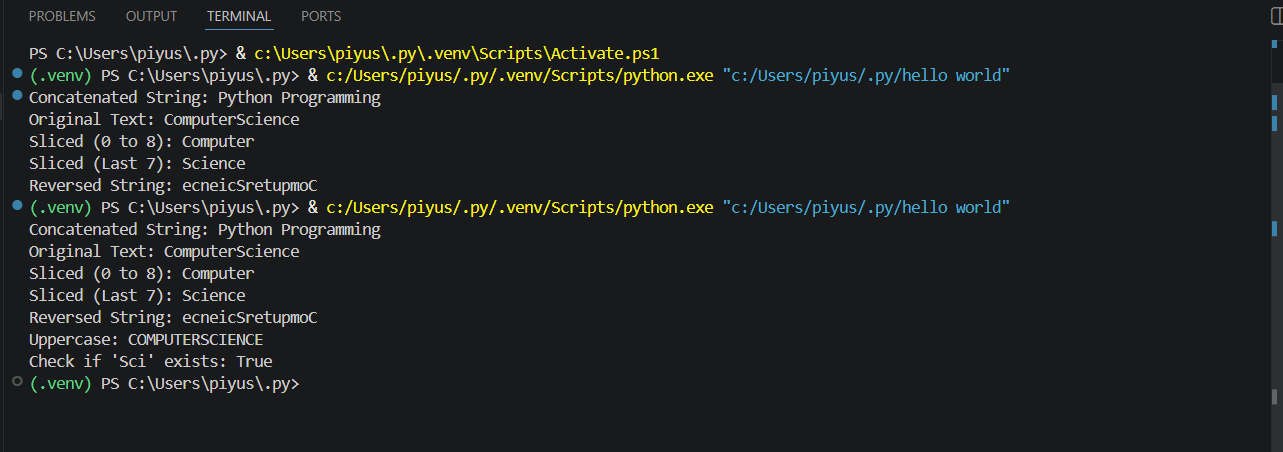 PROBLEMS OUTPUT TERMINAL PORTS
PS C:\Users\piyus\.py> & c:\Users\piyus\.py\.venv\Scripts\Activate.ps1
(.venv) PS C:\Users\piyus\.py> & c:/Users/piyus/.py/.venv/Scripts/python.exe "c:/Users/piyus/.py/hello world"
Concatenated String: Python Programming
Original Text: ComputerScience
Sliced (0 to 8): Computer
Sliced (Last 7): Science
Reversed String: ecneicSretupmoC
(.venv) PS C:\Users\piyus\.py> & c:/Users/piyus/.py/.venv/Scripts/python.exe "c:/Users/piyus/.py/hello world"
Concatenated String: Python Programming
Original Text: ComputerScience
Sliced (0 to 8): Computer
Sliced (Last 7): Science
Reversed String: ecneicSretupmoC
Uppercase: COMPUTERSCIENCE
Check if 'Sci' exists: True
(.venv) PS C:\Users\piyus\.py>